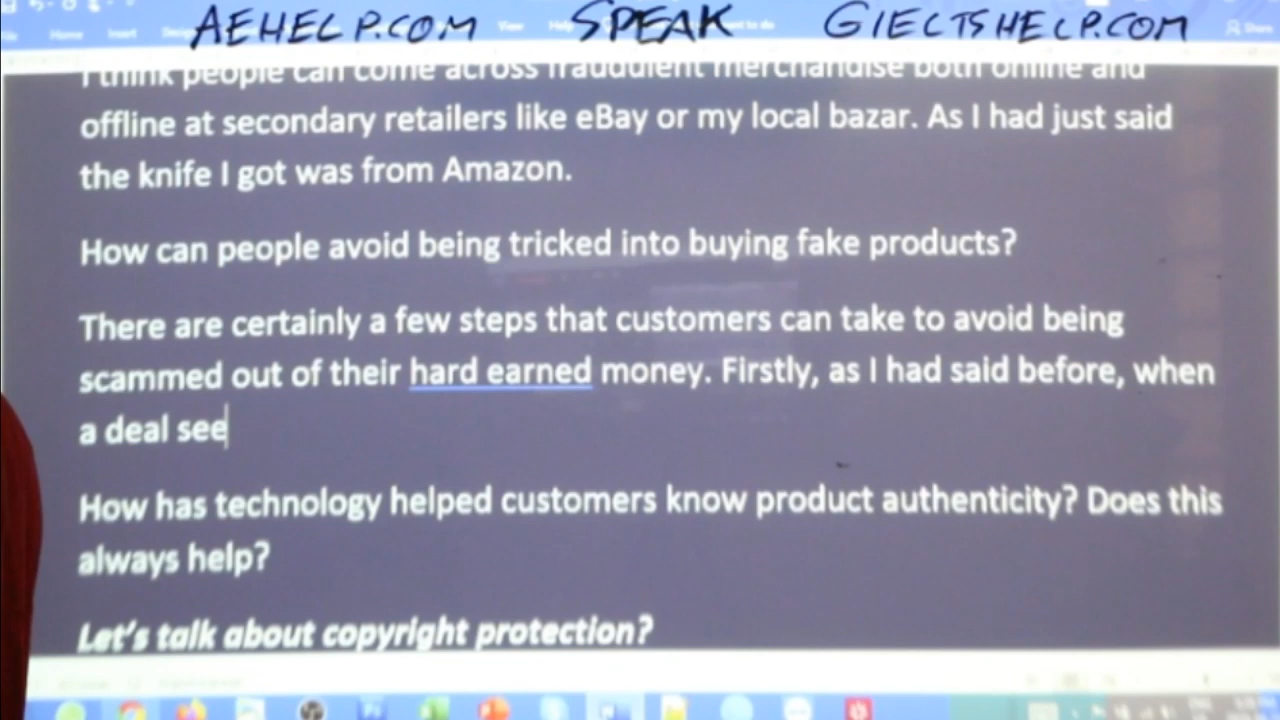 AEHELP.COM SPEAK GIELTSHELP.COM
Home Insert View Share
I think people can come across fraudulent merchandise both online and
offline at secondary retailers like eBay or my local bazar. As I had just said
the knife I got was from Amazon.
How can people avoid being tricked into buying fake products?
There are certainly a few steps that customers can take to avoid being
scammed out of their hard earned money. Firstly, as I had said before, when
a deal see
How has technology helped customers know product authenticity? Does this
always help?
Let's talk about copyright protection?